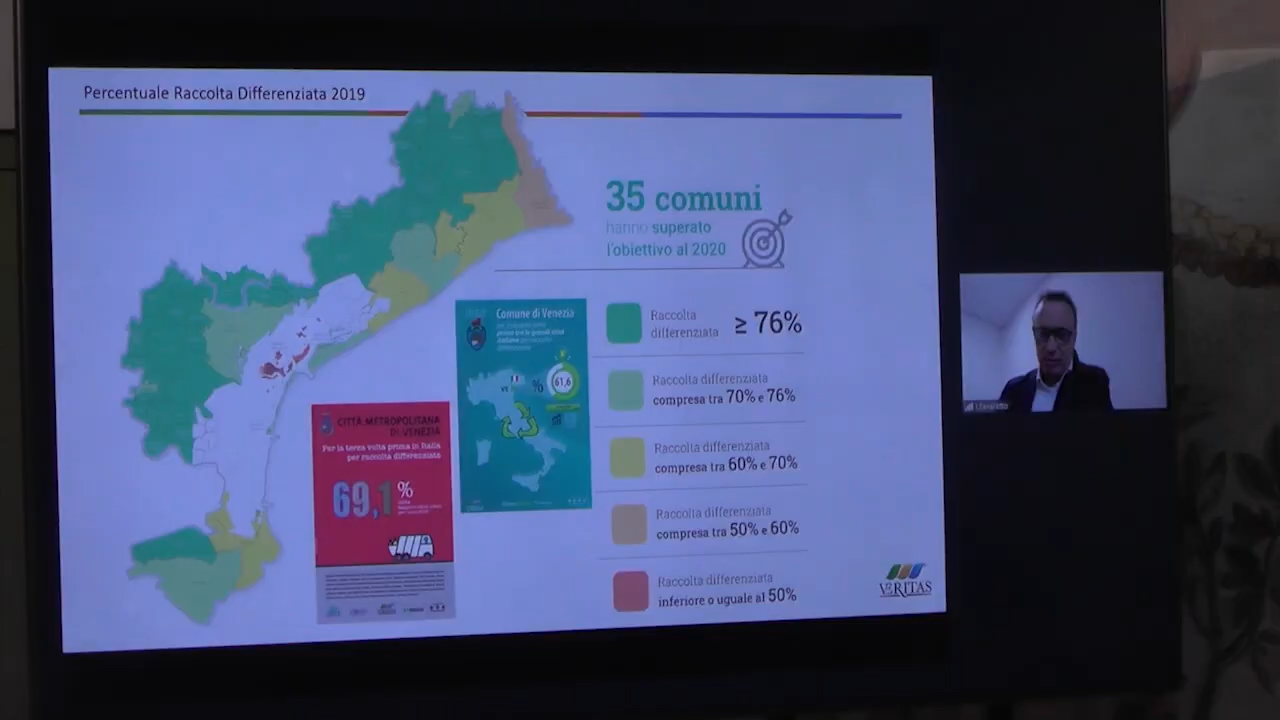 Percentuale Raccolta Differenziata 2019
35 comuni
hanno superato
l'obiettivo al 2020
Comune di Venezia
%
61,6
CITTÀ METROPOLITANA
DI VENEZIA
Per la terza volta prima in Italia
per raccolta differenziata
69,1%
Raccolta
differenziata ≥ 76%
Raccolta differenziata
compresa tra 70% e 76%
Raccolta differenziata
compresa tra 60% e 70%
Raccolta differenziata
compresa tra 50% e 60%
Raccolta differenziata
inferiore o uguale al 50%
VERITAS